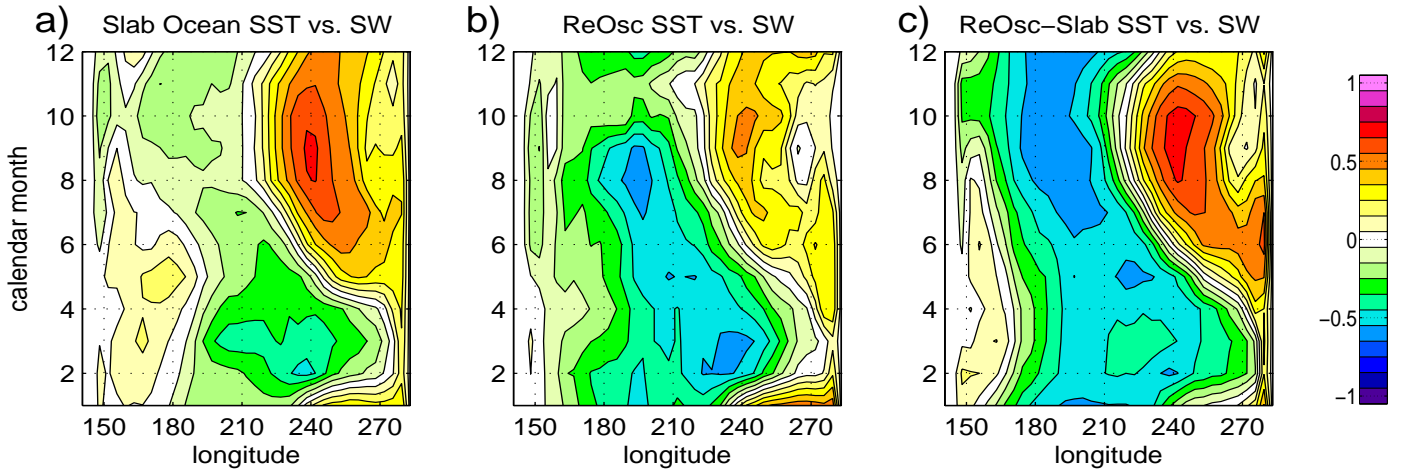 a) Slab Ocean SST vs. SW
b) ReOsc SST vs. SW
c) ReOsc−Slab SST vs. SW
calendar month
12
10
8
6
4
2
150 180 210 240 270
longitude
12
10
8
6
4
2
150 180 210 240 270
longitude
12
10
8
6
4
2
150 180 210 240 270
longitude
1
0.5
0
−0.5
−1